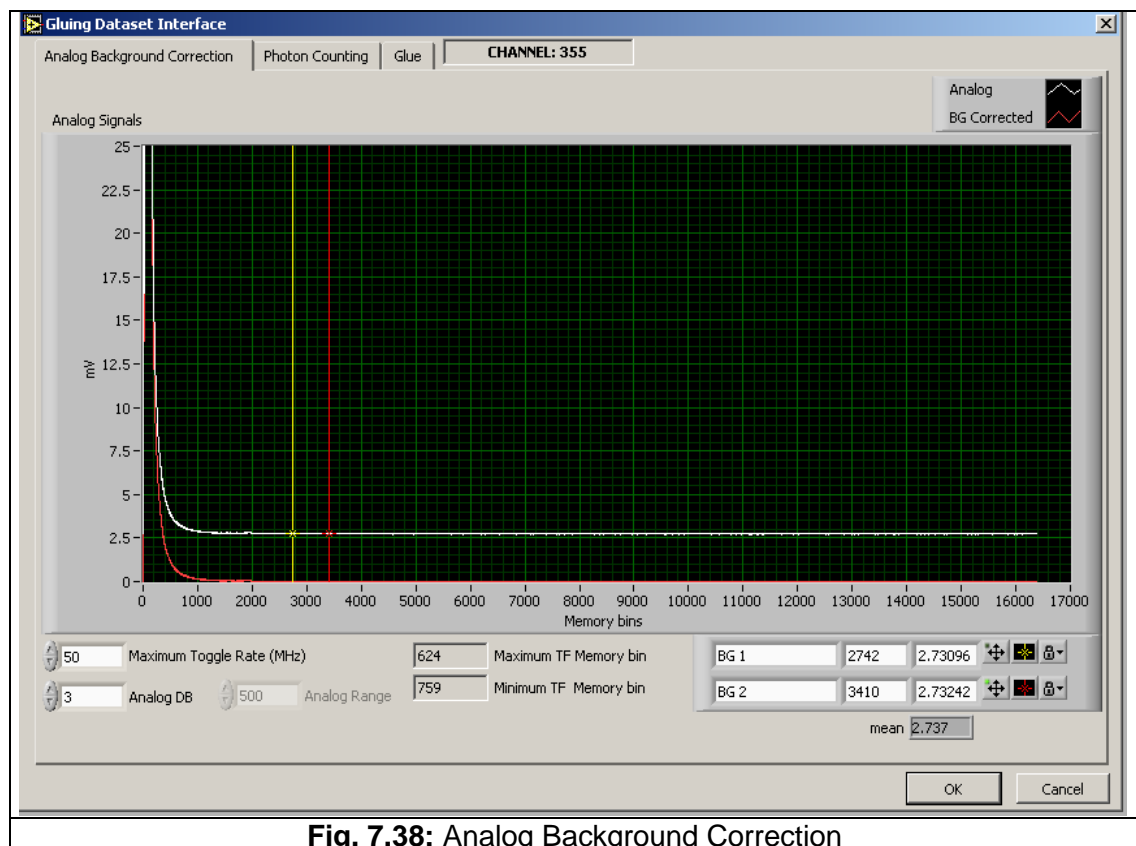 Gluing Dataset Interface
Analog Background Correction Photon Counting Glue CHANNEL: 355
Analog
BG Corrected
Analog Signals
25
22.5
20
17.5
15
12.5
10
7.5
5
2.5
0
mV
0 1000 2000 3000 4000 5000 6000 7000 8000 9000 10000 11000 12000 13000 14000 15000 16000 17000
Memory bins
50 Maximum Toggle Rate (MHz) 624 Maximum TF Memory bin BG 1 2742 2.73096
3 Analog DB 500 Analog Range 759 Minimum TF Memory bin BG 2 3410 2.73242
mean 2.737
OK Cancel
Fig. 7.38: Analog Background Correction